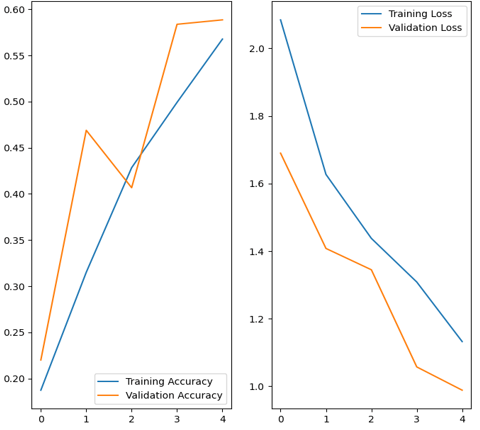 0.60
0.55
0.50
0.45
0.40
0.35
0.30
0.25
0.20
Training Accuracy
Validation Accuracy
0 1 2 3 4
Training Loss
Validation Loss
2.0
1.8
1.6
1.4
1.2
1.0
0 1 2 3 4